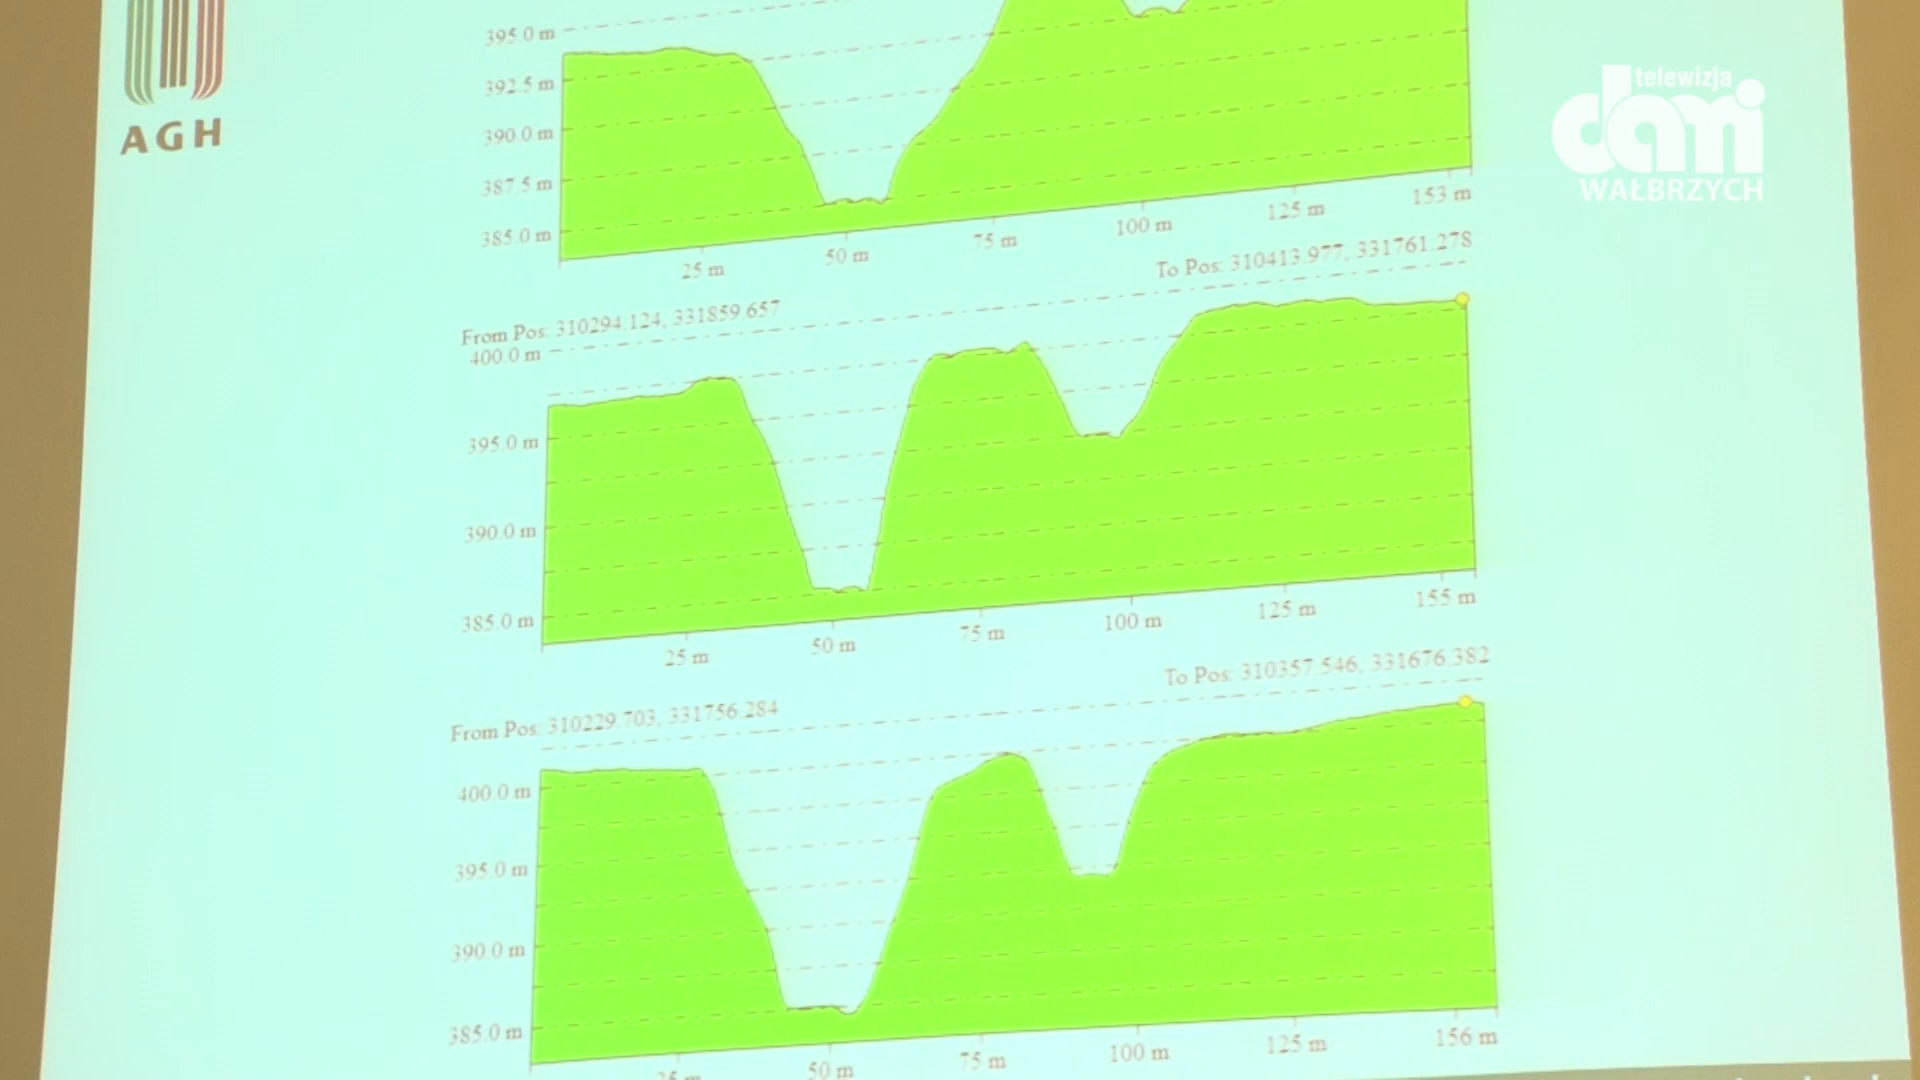 AGH
telewizja
dami
WAŁBRZYCH
395.0 m
392.5 m
390.0 m
387.5 m
385.0 m
25 m
50 m
75 m
100 m
125 m
153 m
From Pos: 310294.124, 331859.657
To Pos: 310413.977, 331761.278
400.0 m
395.0 m
390.0 m
385.0 m
25 m
50 m
75 m
100 m
125 m
155 m
From Pos: 310229.703, 331756.284
To Pos: 310357.546, 331676.382
400.0 m
395.0 m
390.0 m
385.0 m
50 m
75 m
100 m
125 m
156 m